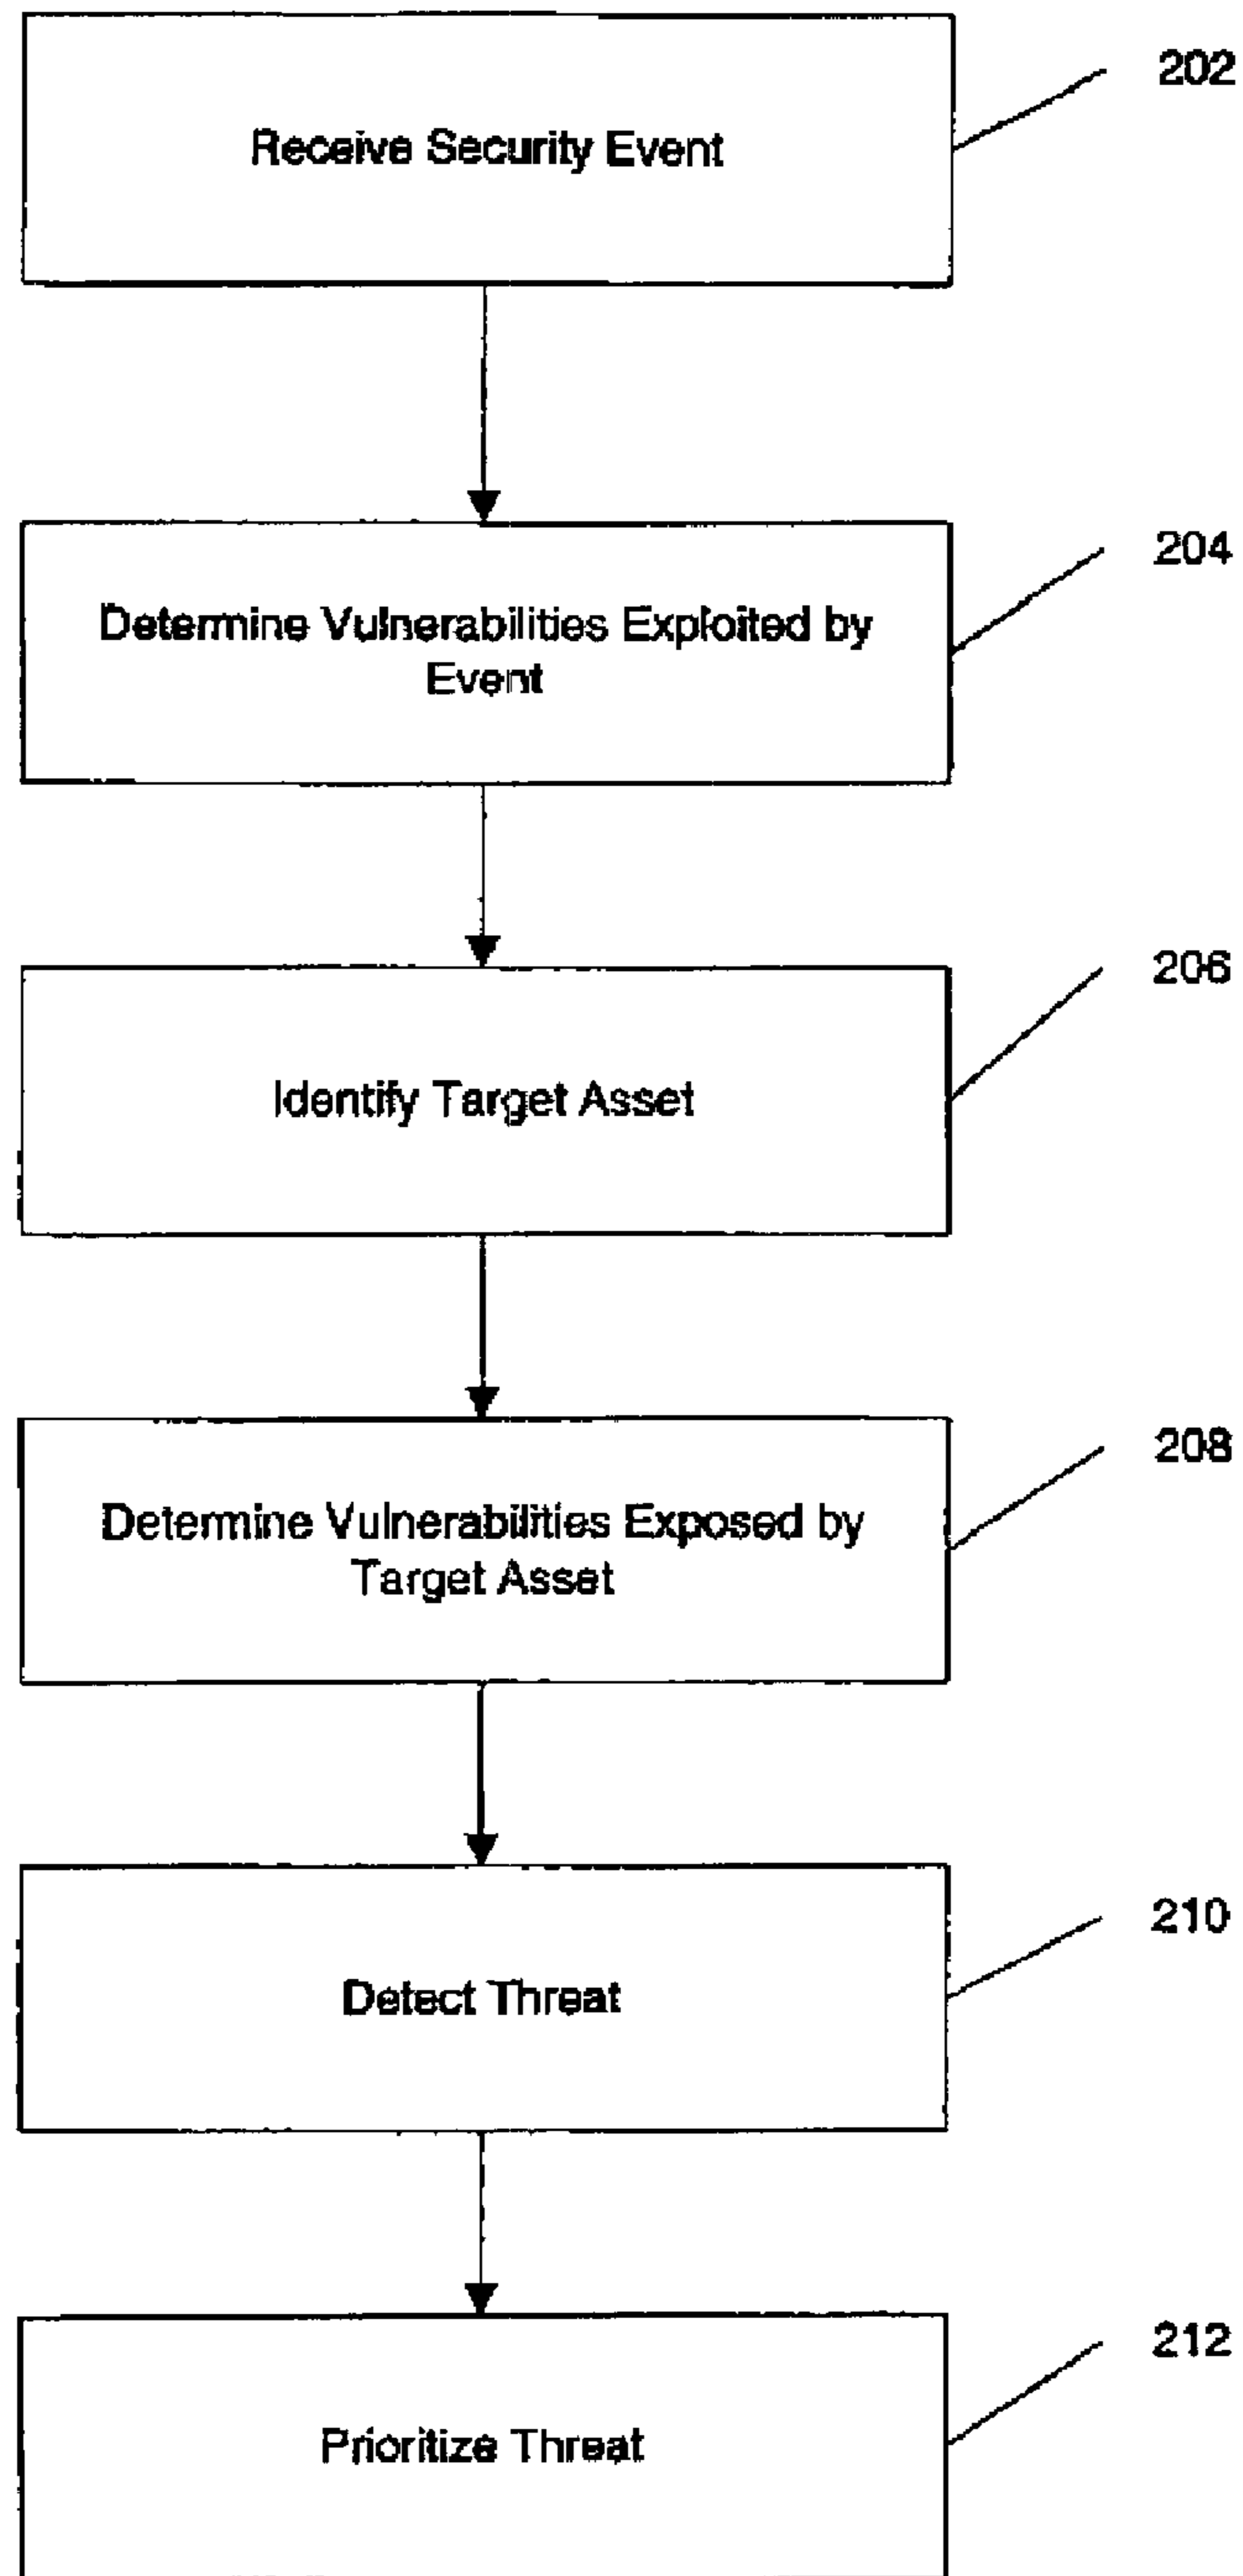 Receive Security Event
202
Determine Vulnerabilities Exploited by
Event
204
Identify Target Asset
206
Determine Vulnerabilities Exposed by
Target Asset
208
Detect Threat
210
Prioritize Threat
212